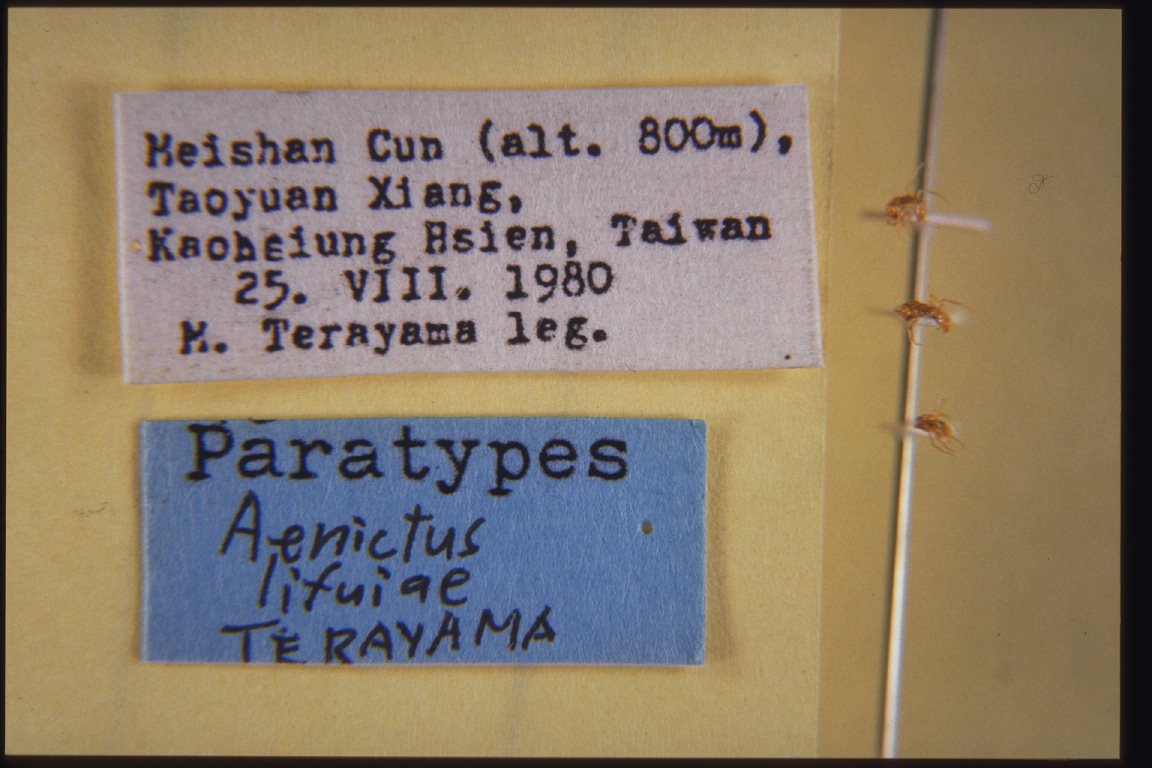 Meishan Cun (alt. 800m),
Taoyuan Xiang,
Kaohsiung Hsien, Taiwan
25. VIII. 1980
M. Terayama leg.
Paratypes
Aenictus
lifuiae
TERAYAMA